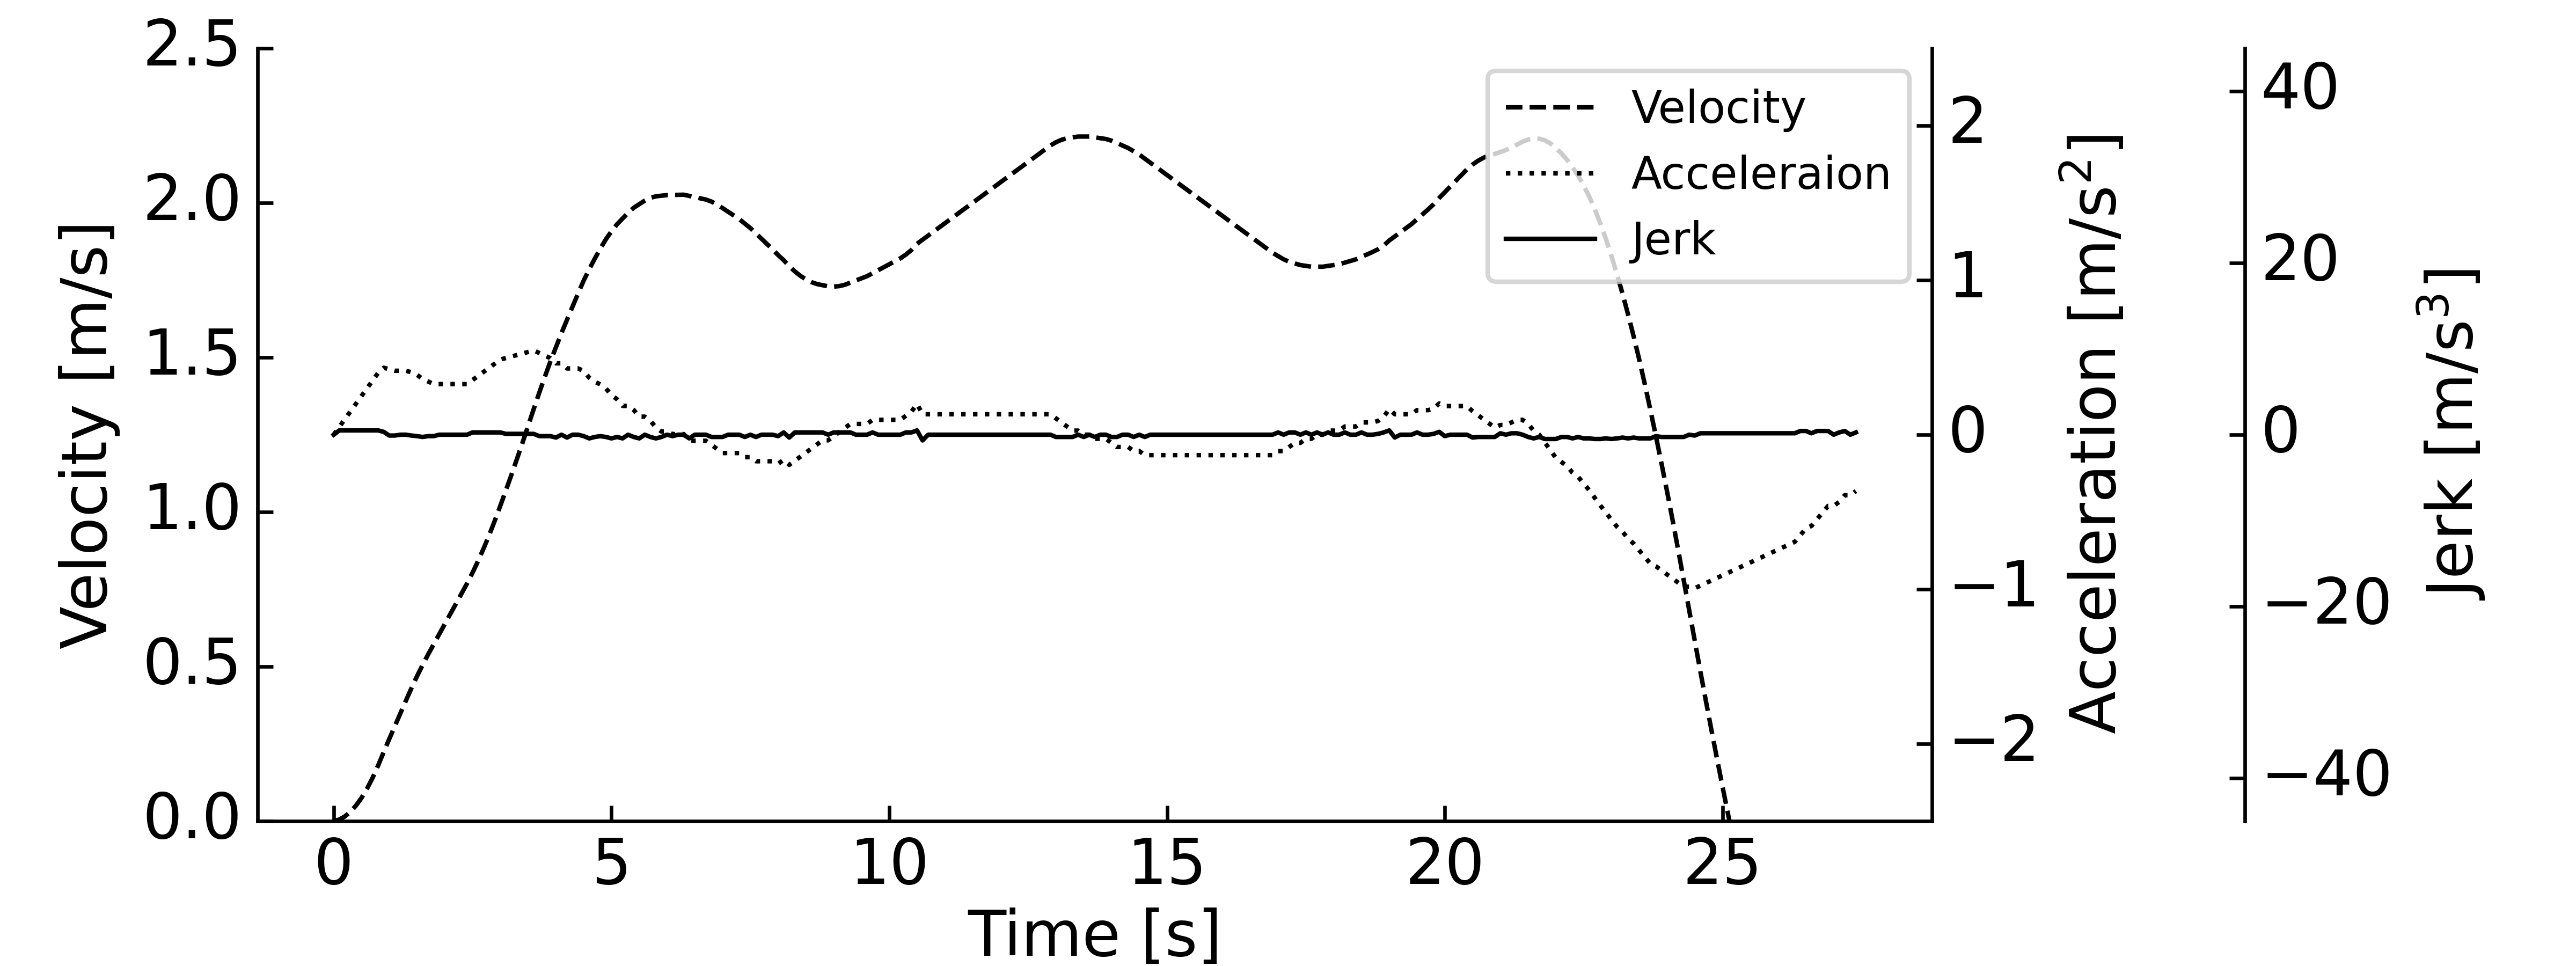 2.5
2.0
1.5
1.0
0.5
0.0
Velocity [m/s]
0 5 10 15 20 25
Time [s]
Velocity
Acceleraion
Jerk
2
1
0
−1
−2
Acceleration [m/s²]
40
20
0
−20
−40
Jerk [m/s³]